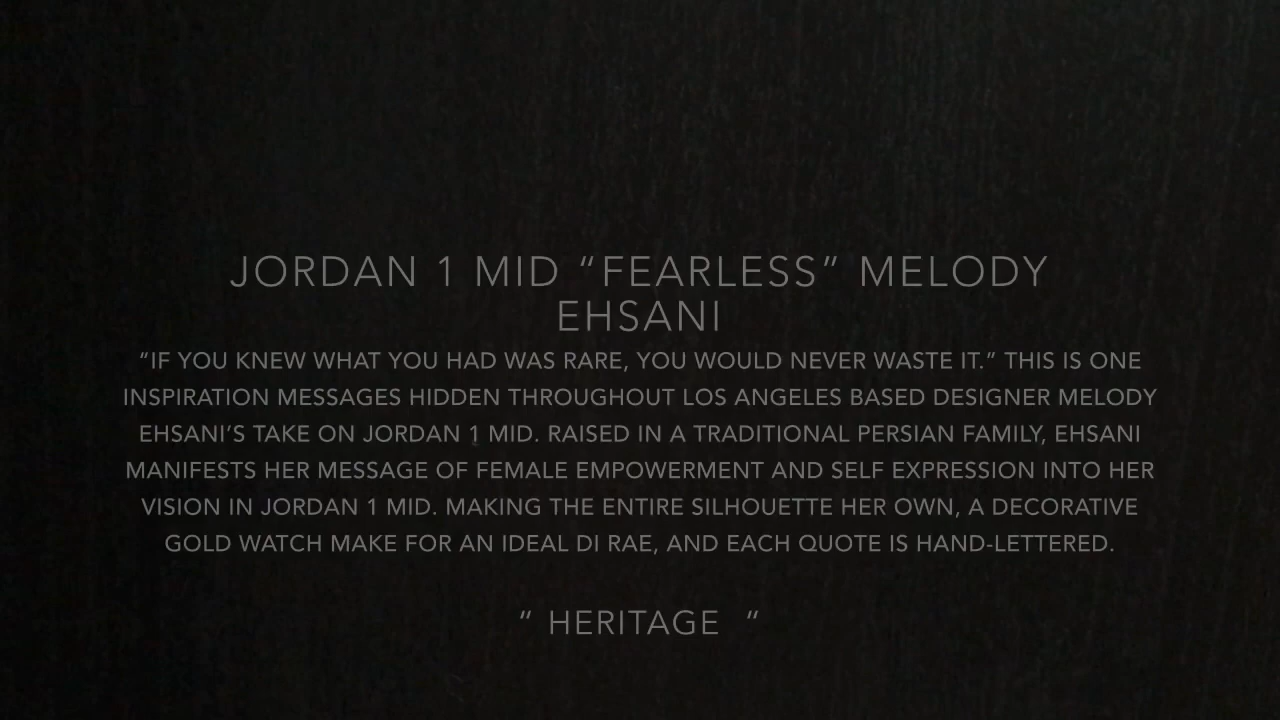 JORDAN 1 MID “FEARLESS” MELODY
EHSANI
“IF YOU KNEW WHAT YOU HAD WAS RARE, YOU WOULD NEVER WASTE IT.” THIS IS ONE
INSPIRATION MESSAGES HIDDEN THROUGHOUT LOS ANGELES BASED DESIGNER MELODY
EHSANI’S TAKE ON JORDAN 1 MID. RAISED IN A TRADITIONAL PERSIAN FAMILY, EHSANI
MANIFESTS HER MESSAGE OF FEMALE EMPOWERMENT AND SELF EXPRESSION INTO HER
VISION IN JORDAN 1 MID. MAKING THE ENTIRE SILHOUETTE HER OWN, A DECORATIVE
GOLD WATCH MAKE FOR AN IDEAL DI RAE, AND EACH QUOTE IS HAND-LETTERED.
“ HERITAGE “